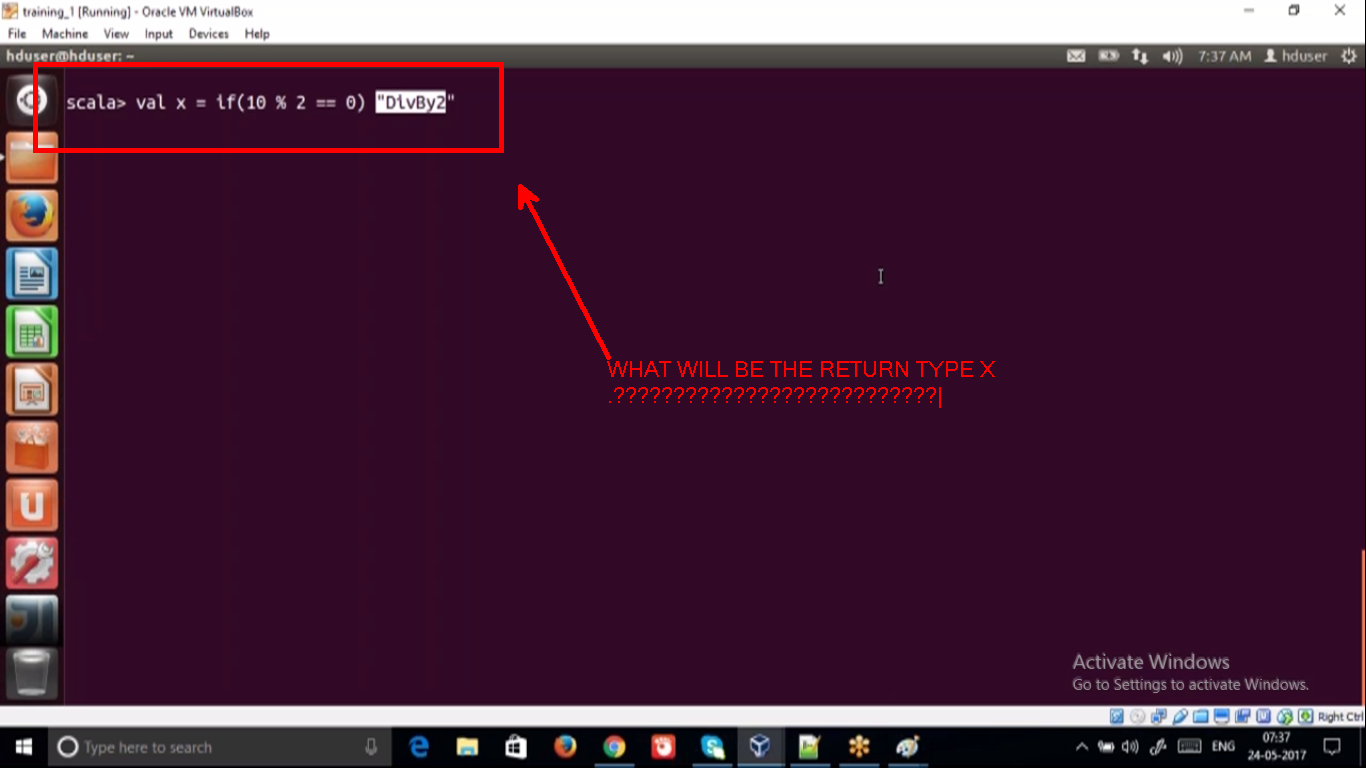 training_1 [Running] - Oracle VM VirtualBox
File Machine View Input Devices Help
hduser@hduser: ~
7:37 AM hduser
scala> val x = if(10 % 2 == 0) "DivBy2"
WHAT WILL BE THE RETURN TYPE X
.???????????????????????????|
Activate Windows
Go to Settings to activate Windows.
Right Ctrl
Type here to search
ENG
07:37
24-05-2017